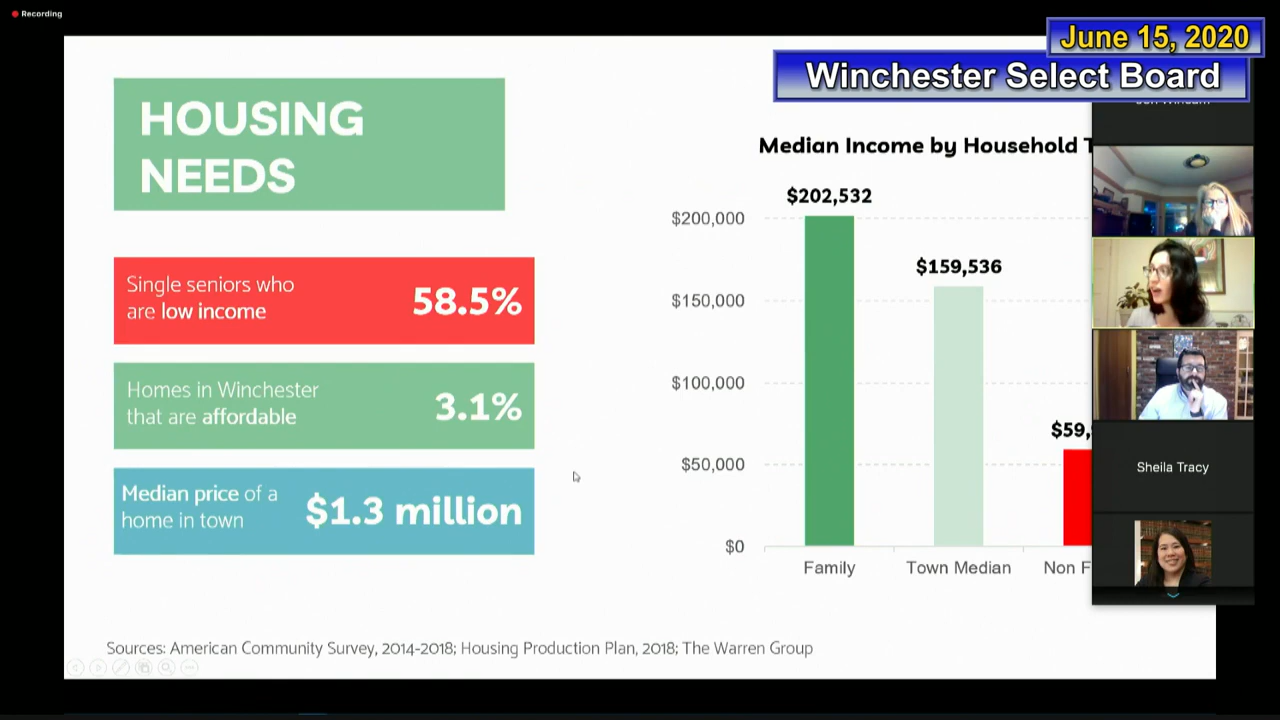 Recording
June 15, 2020
Winchester Select Board
HOUSING
NEEDS
Single seniors who
are low income
58.5%
Homes in Winchester
that are affordable
3.1%
Median price of a
home in town
$1.3 million
Median Income by Household
$202,532
$159,536
$59,
$200,000
$150,000
$100,000
$50,000
$0
Family
Town Median
Non
Sheila Tracy
Sources: American Community Survey, 2014-2018; Housing Production Plan, 2018; The Warren Group